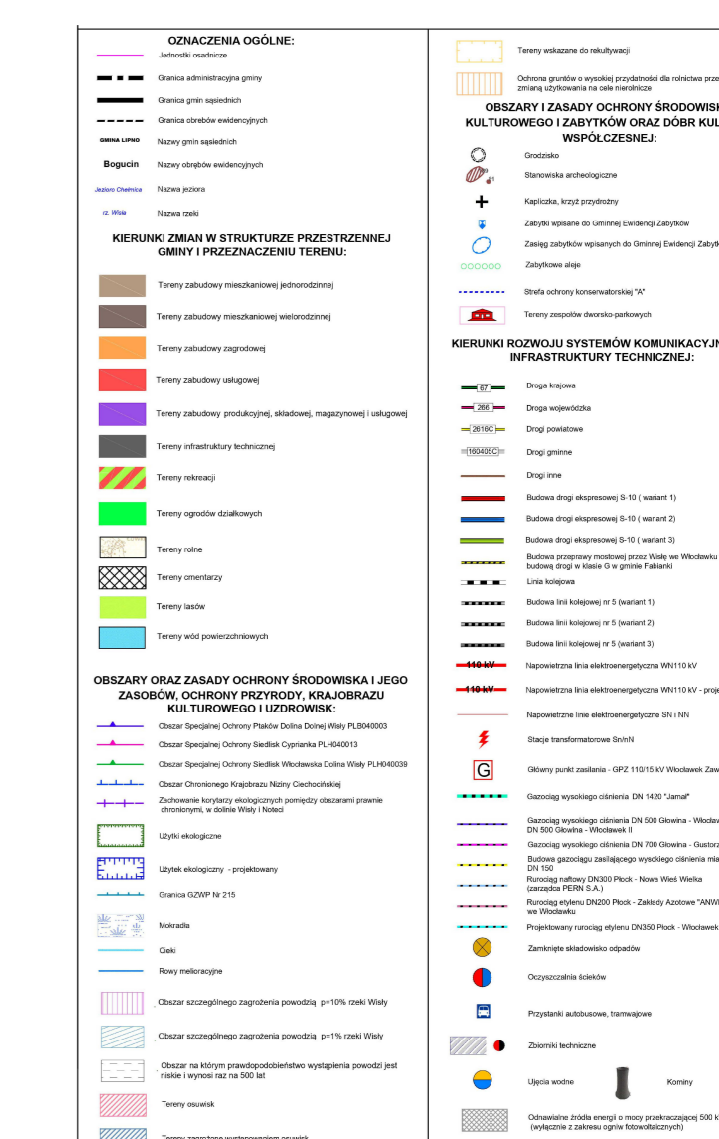 OZNACZENIA OGÓLNE:
Jednostki osadnicze
Granica administracyjna gminy
Granica gmin sąsiednich
Granica obrębów ewidencyjnych
GMINA LIPNO Nazwy gmin sąsiednich
Bogucin Nazwy obrębów ewidencyjnych
Jezioro Chełmica Nazwa jeziora
rz. Wisła Nazwa rzeki
KIERUNKI ZMIAN W STRUKTURZE PRZESTRZENNEJ
GMINY I PRZEZNACZENIU TERENU:
Tereny zabudowy mieszkaniowej jednorodzinnej
Tereny zabudowy mieszkaniowej wielorodzinnej
Tereny zabudowy zagrodowej
Tereny zabudowy usługowej
Tereny zabudowy produkcyjnej, składowej, magazynowej i usługowej
Tereny infrastruktury technicznej
Tereny rekreacji
Tereny ogrodów działkowych
Tereny rolne
Tereny cmentarzy
Tereny lasów
Tereny wód powierzchniowych
OBSZARY ORAZ ZASADY OCHRONY ŚRODOWISKA I JEGO
ZASOBÓW, OCHRONY PRZYRODY, KRAJOBRAZU
KULTUROWEGO I UZDROWISK:
Obszar Specjalnej Ochrony Ptaków Dolina Dolnej Wisły PLB040003
Obszar Specjalnej Ochrony Siedlisk Cyprianka PLH040013
Obszar Specjalnej Ochrony Siedlisk Włocławska Dolina Wisły PLH040039
Obszar Chronionego Krajobrazu Niziny Ciechocińskiej
Zachowanie korytarzy ekologicznych pomiędzy obszarami prawnie
chronionymi, w dolinie Wisły i Noteci
Użytki ekologiczne
Użytek ekologiczny - projektowany
Granica GZWP Nr 215
Mokradła
Cieki
Rowy melioracyjne
Obszar szczególnego zagrożenia powodzią p=10% rzeki Wisły
Obszar szczególnego zagrożenia powodzią p=1% rzeki Wisły
Obszar na którym prawdopodobieństwo wystąpienia powodzi jest
niskie i wynosi raz na 500 lat
Tereny osuwisk
Tereny zagrożone występowaniem osuwisk
Tereny wskazane do rekultywacji
Ochrona gruntów o wysokiej przydatności dla rolnictwa prze
zmianą użytkowania na cele nierolnicze
OBSZARY I ZASADY OCHRONY ŚRODOWISK
KULTUROWEGO I ZABYTKÓW ORAZ DÓBR KUL
WSPÓŁCZESNEJ:
Grodzisko
Stanowiska archeologiczne
Kapliczka, krzyż przydrożny
Zabytki wpisane do Gminnej Ewidencji Zabytków
Zasięg zabytków wpisanych do Gminnej Ewidencji Zabytk
Zabytkowe aleje
Strefa ochrony konserwatorskiej "A"
Tereny zespołów dworsko-parkowych
KIERUNKI ROZWOJU SYSTEMÓW KOMUNIKACYJN
INFRASTRUKTURY TECHNICZNEJ:
67 Droga krajowa
266 Droga wojewódzka
2616C Drogi powiatowe
160405C Drogi gminne
Drogi inne
Budowa drogi ekspresowej S-10 ( wariant 1)
Budowa drogi ekspresowej S-10 ( wariant 2)
Budowa drogi ekspresowej S-10 ( wariant 3)
Budowa przeprawy mostowej przez Wisłę we Włocławku
budową drogi w klasie G w gminie Fabianki
Linia kolejowa
Budowa linii kolejowej nr 5 (wariant 1)
Budowa linii kolejowej nr 5 (wariant 2)
Budowa linii kolejowej nr 5 (wariant 3)
110 kV Napowietrzna linia elektroenergetyczna WN110 kV
110 kV Napowietrzna linia elektroenergetyczna WN110 kV - proje
Napowietrzne linie elektroenergetyczne SN i NN
Stacje transformatorowe Sn/nN
G Główny punkt zasilania - GPZ 110/15 kV Włocławek Zaw
Gazociąg wysokiego ciśnienia DN 1420 "Jamał"
Gazociąg wysokiego ciśnienia DN 500 Głowina - Włocław
DN 500 Głowina - Włocławek II
Gazociąg wysokiego ciśnienia DN 700 Głowina - Gustorz
Budowa gazociągu zasilającego wysokiego ciśnienia mia
DN 150
Rurociąg naftowy DN300 Płock - Nowa Wieś Wielka
(zarządca PERN S.A.)
Rurociąg etylenu DN200 Płock - Zakłady Azotowe "ANWI
we Włocławku
Projektowany rurociąg etylenu DN350 Płock - Włocławek
Zamknięte składowisko odpadów
Oczyszczalnia ścieków
Przystanki autobusowe, tramwajowe
Zbiorniki techniczne
Ujęcia wodne Kominy
Odnawialne źródła energii o mocy przekraczającej 500 k
(wyłącznie z zakresu ogniw fotowoltaicznych)